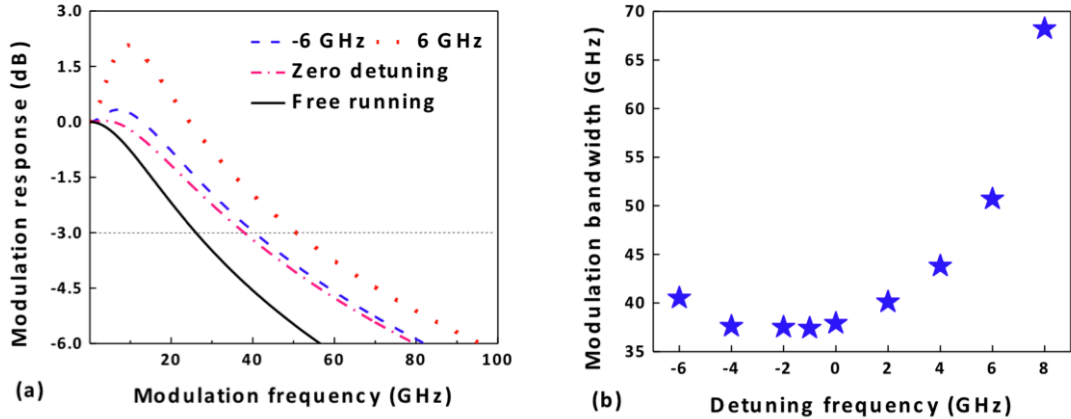 3.0
1.5
0.0
-1.5
-3.0
-4.5
-6.0
Modulation response (dB)
-6 GHz 6 GHz
Zero detuning
Free running
20 40 60 80 100
Modulation frequency (GHz)
(a)
70
65
60
55
50
45
40
35
Modulation bandwidth (GHz)
-6 -4 -2 0 2 4 6 8
Detuning frequency (GHz)
(b)